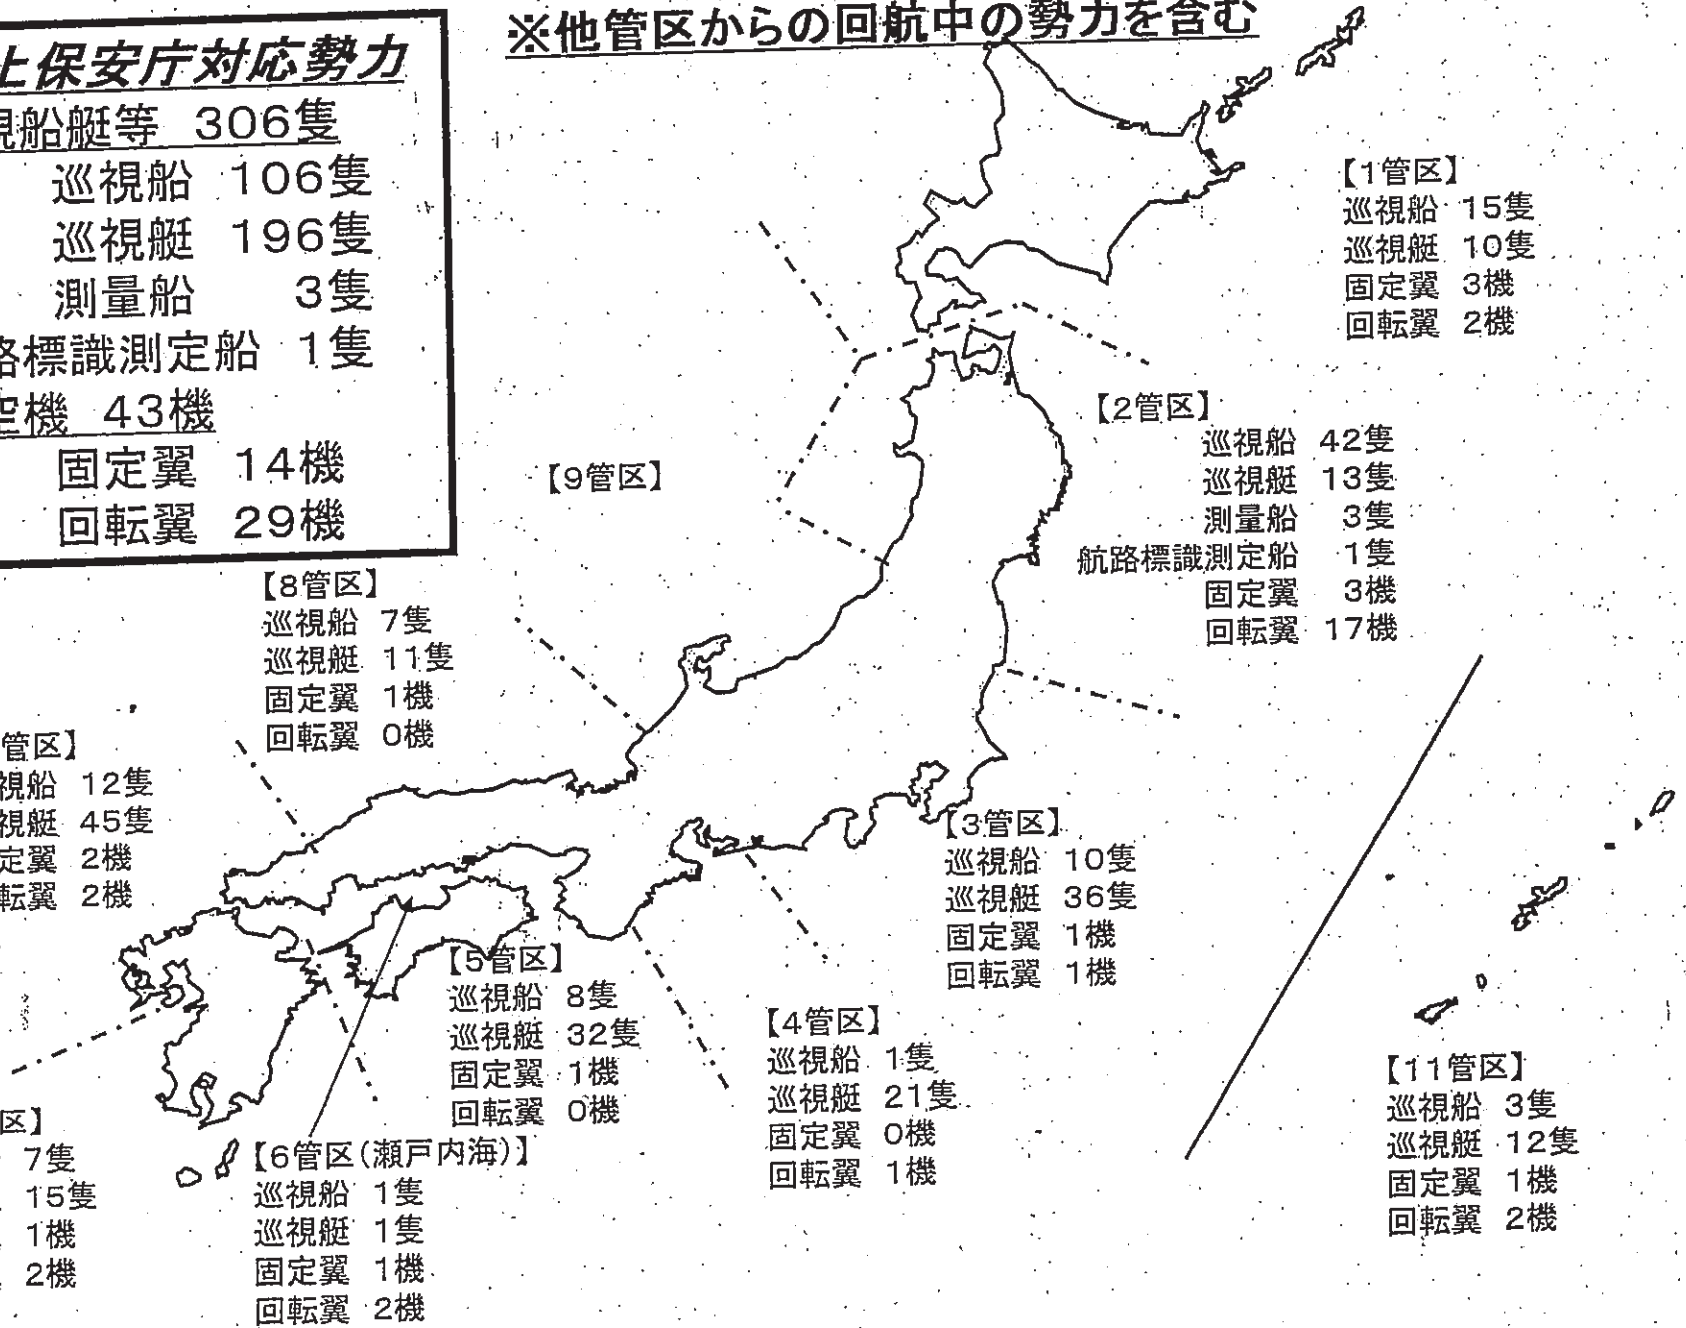 ※他管区からの回航中の勢力を含む
上保安庁対応勢力
視船艇等 306隻
巡視船 106隻
巡視艇 196隻
測量船 3隻
路標識測定船 1隻
空機 43機
固定翼 14機
回転翼 29機
【1管区】
巡視船 15隻
巡視艇 10隻
固定翼 3機
回転翼 2機
【2管区】
巡視船 42隻
巡視艇 13隻
測量船 3隻
航路標識測定船 1隻
固定翼 3機
回転翼 17機
【9管区】
【8管区】
巡視船 7隻
巡視艇 11隻
固定翼 1機
回転翼 0機
管区】
視船 12隻
視艇 45隻
定翼 2機
転翼 2機
【3管区】
巡視船 10隻
巡視艇 36隻
固定翼 1機
回転翼 1機
【5管区】
巡視船 8隻
巡視艇 32隻
固定翼 1機
回転翼 0機
【4管区】
巡視船 1隻
巡視艇 21隻
固定翼 0機
回転翼 1機
【11管区】
巡視船 3隻
巡視艇 12隻
固定翼 1機
回転翼 2機
区】
7隻
15隻
1機
2機
【6管区(瀬戸内海)】
巡視船 1隻
巡視艇 1隻
固定翼 1機
回転翼 2機